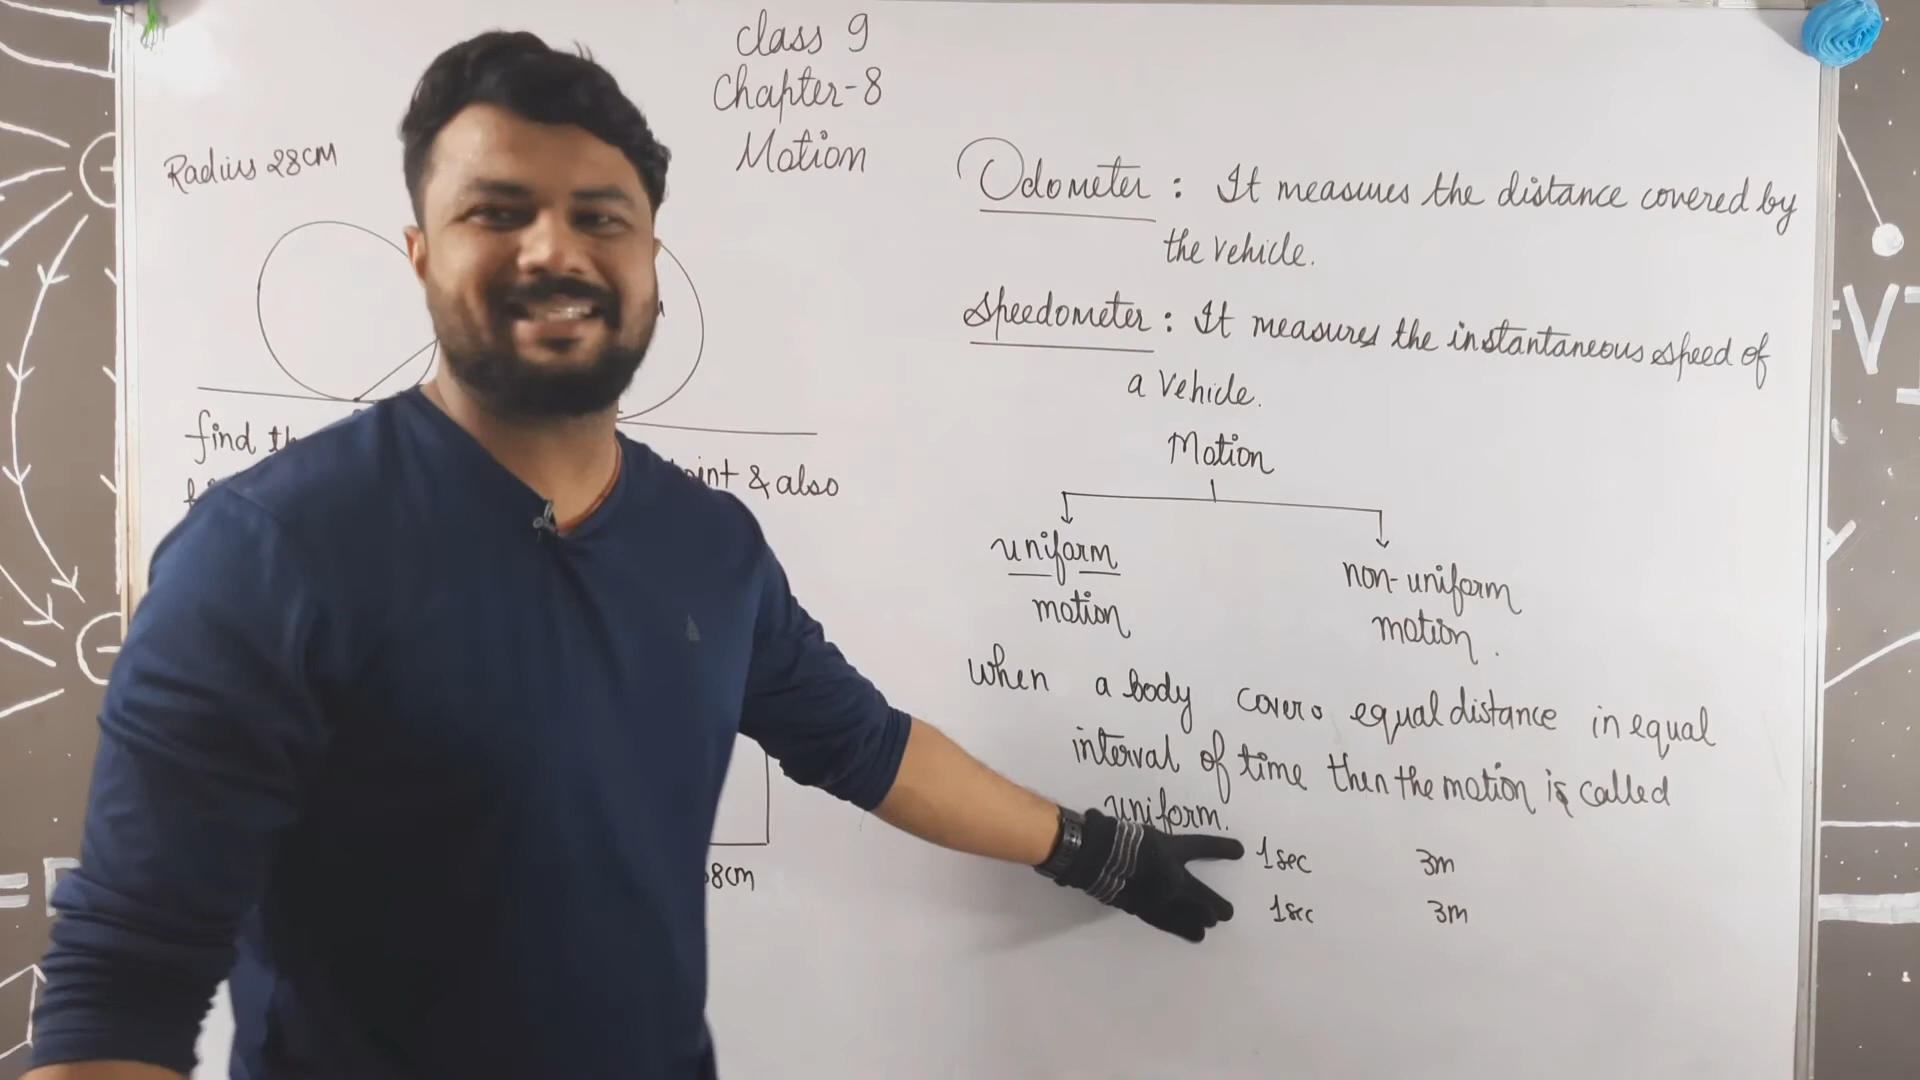 class 9
Chapter-8
Motion
Radius 28cm
find
point & also
8cm
Odometer : It measures the distance covered by
the vehicle.
Speedometer : It measures the instantaneous speed of
a vehicle.
Motion
uniform
motion
non-uniform
motion.
When a body covers equal distance in equal
interval of time then the motion is called
uniform.
1sec 3m
1sec 3m